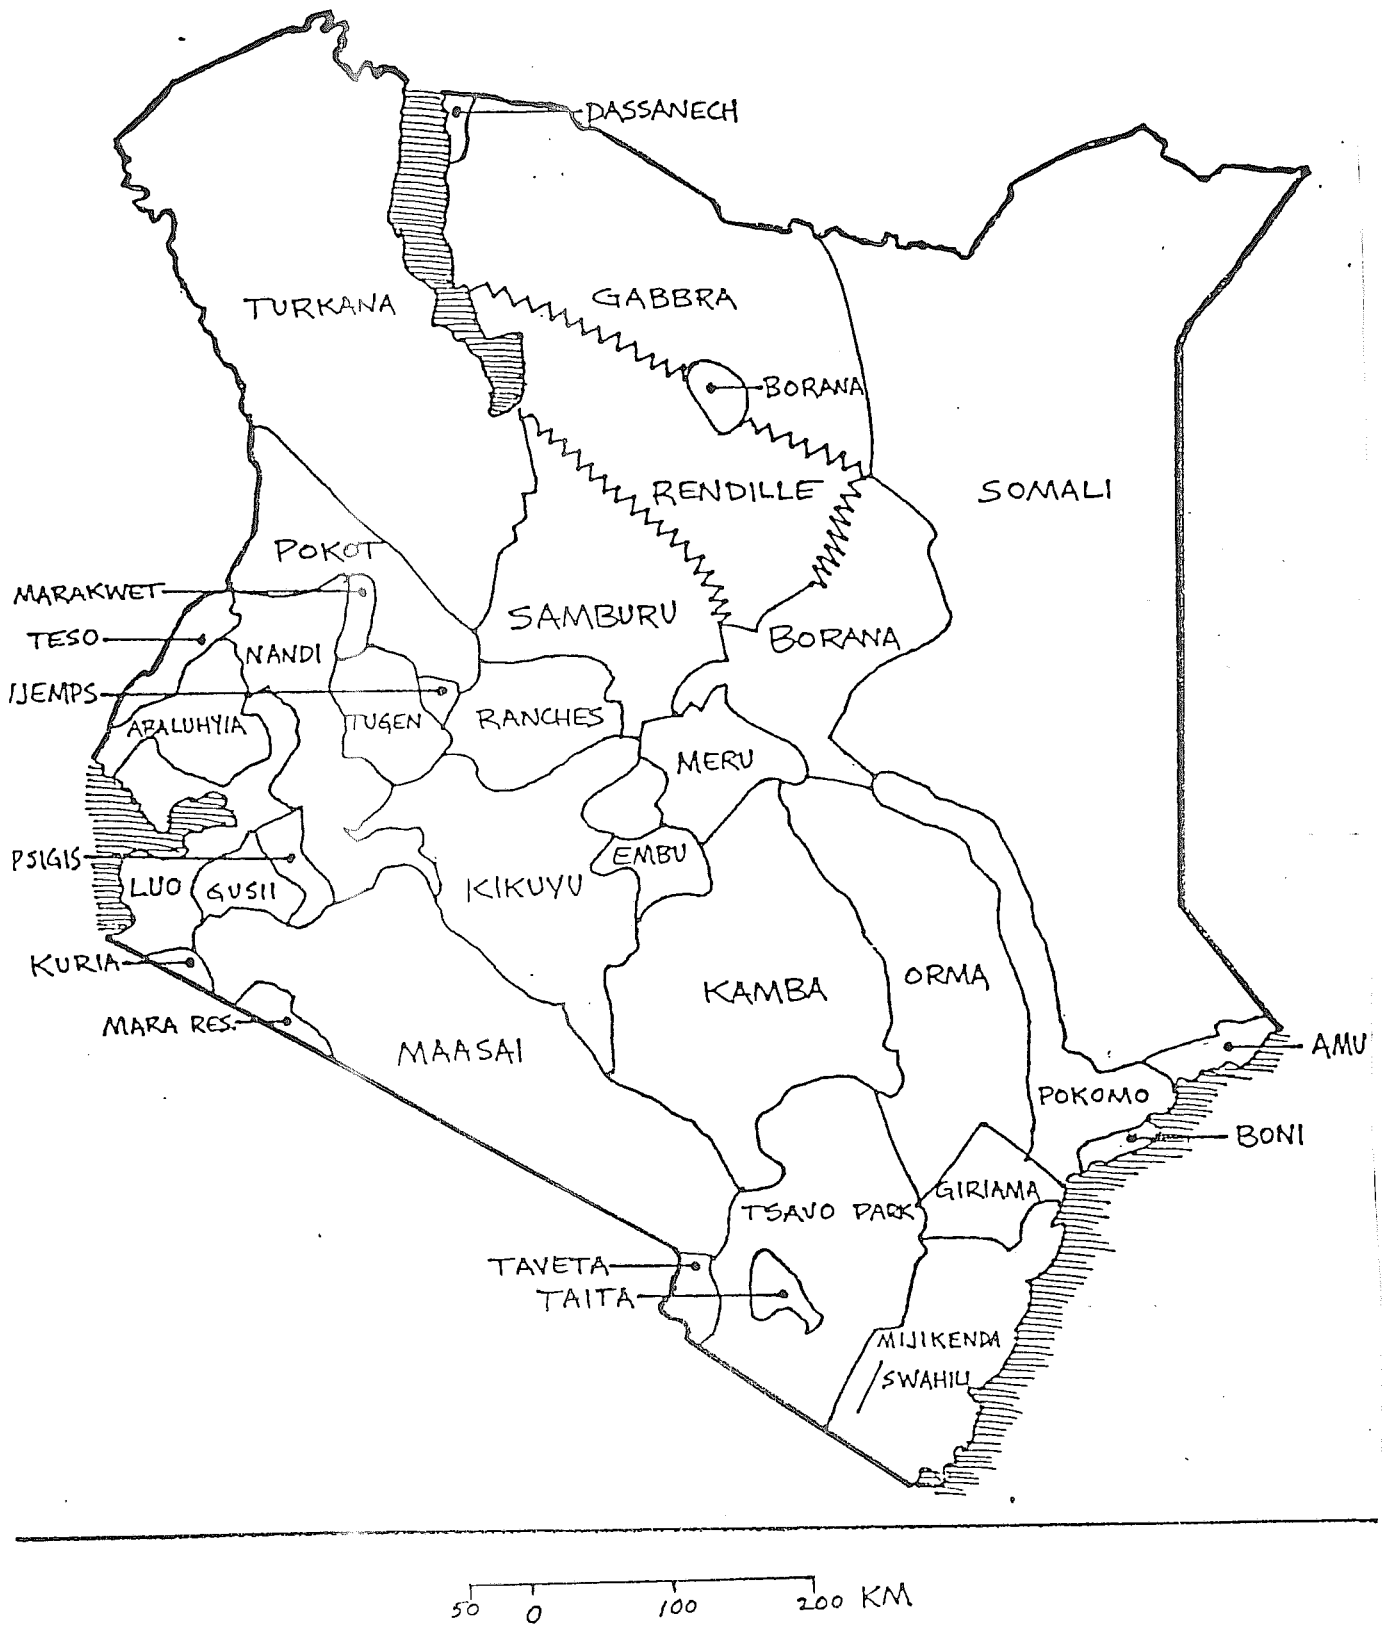 DASSANECH
TURKANA
GABBRA
BORANA
RENDILLE
SOMALI
POKOT
MARAKWET
SAMBURU
BORANA
TESO
NANDI
IJEMPS
ABALUHYIA
TUGEN
RANCHES
MERU
PSIGIS
LUO
GUSII
KIKUYU
EMBU
KURIA
KAMBA
ORMA
MARA RES.
MAASAI
AMU
POKOMO
BONI
GIRIAMA
TSAVO PARK
TAVETA
TAITA
MIJIKENDA
SWAHILI
50 0 100 200 KM